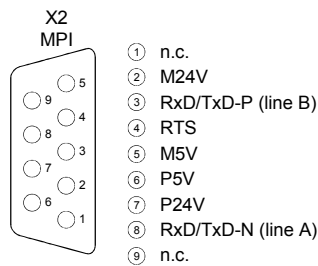 X2
MPI
5
9
4
8
3
7
2
6
1
① n.c.
② M24V
③ RxD/TxD-P (line B)
④ RTS
⑤ M5V
⑥ P5V
⑦ P24V
⑧ RxD/TxD-N (line A)
⑨ n.c.